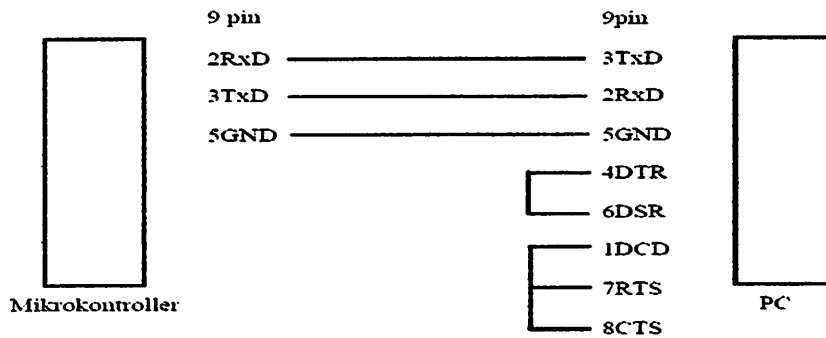 9 pin 9pin
2RxD 3TxD
3TxD 2RxD
5GND 5GND
4DTR
6DSR
1DCD
7RTS
Mikrokontroller PC
8CTS